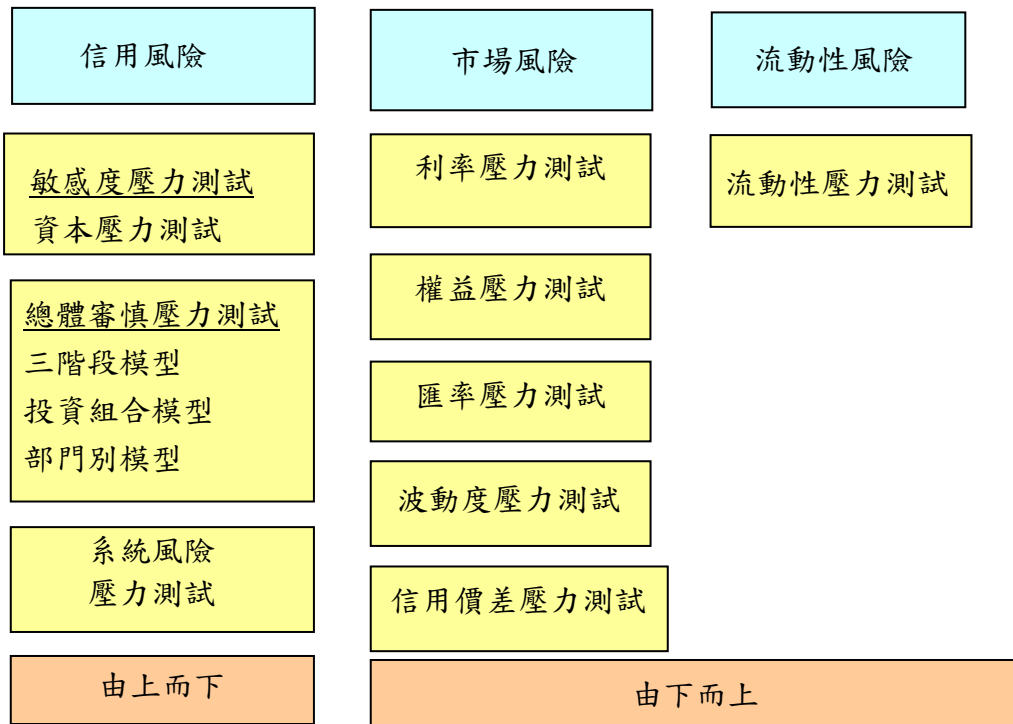 信用風險
市場風險
流動性風險
敏感度壓力測試
資本壓力測試
總體審慎壓力測試
三階段模型
投資組合模型
部門別模型
系統風險
壓力測試
由上而下
利率壓力測試
權益壓力測試
匯率壓力測試
波動度壓力測試
信用價差壓力測試
流動性壓力測試
由下而上